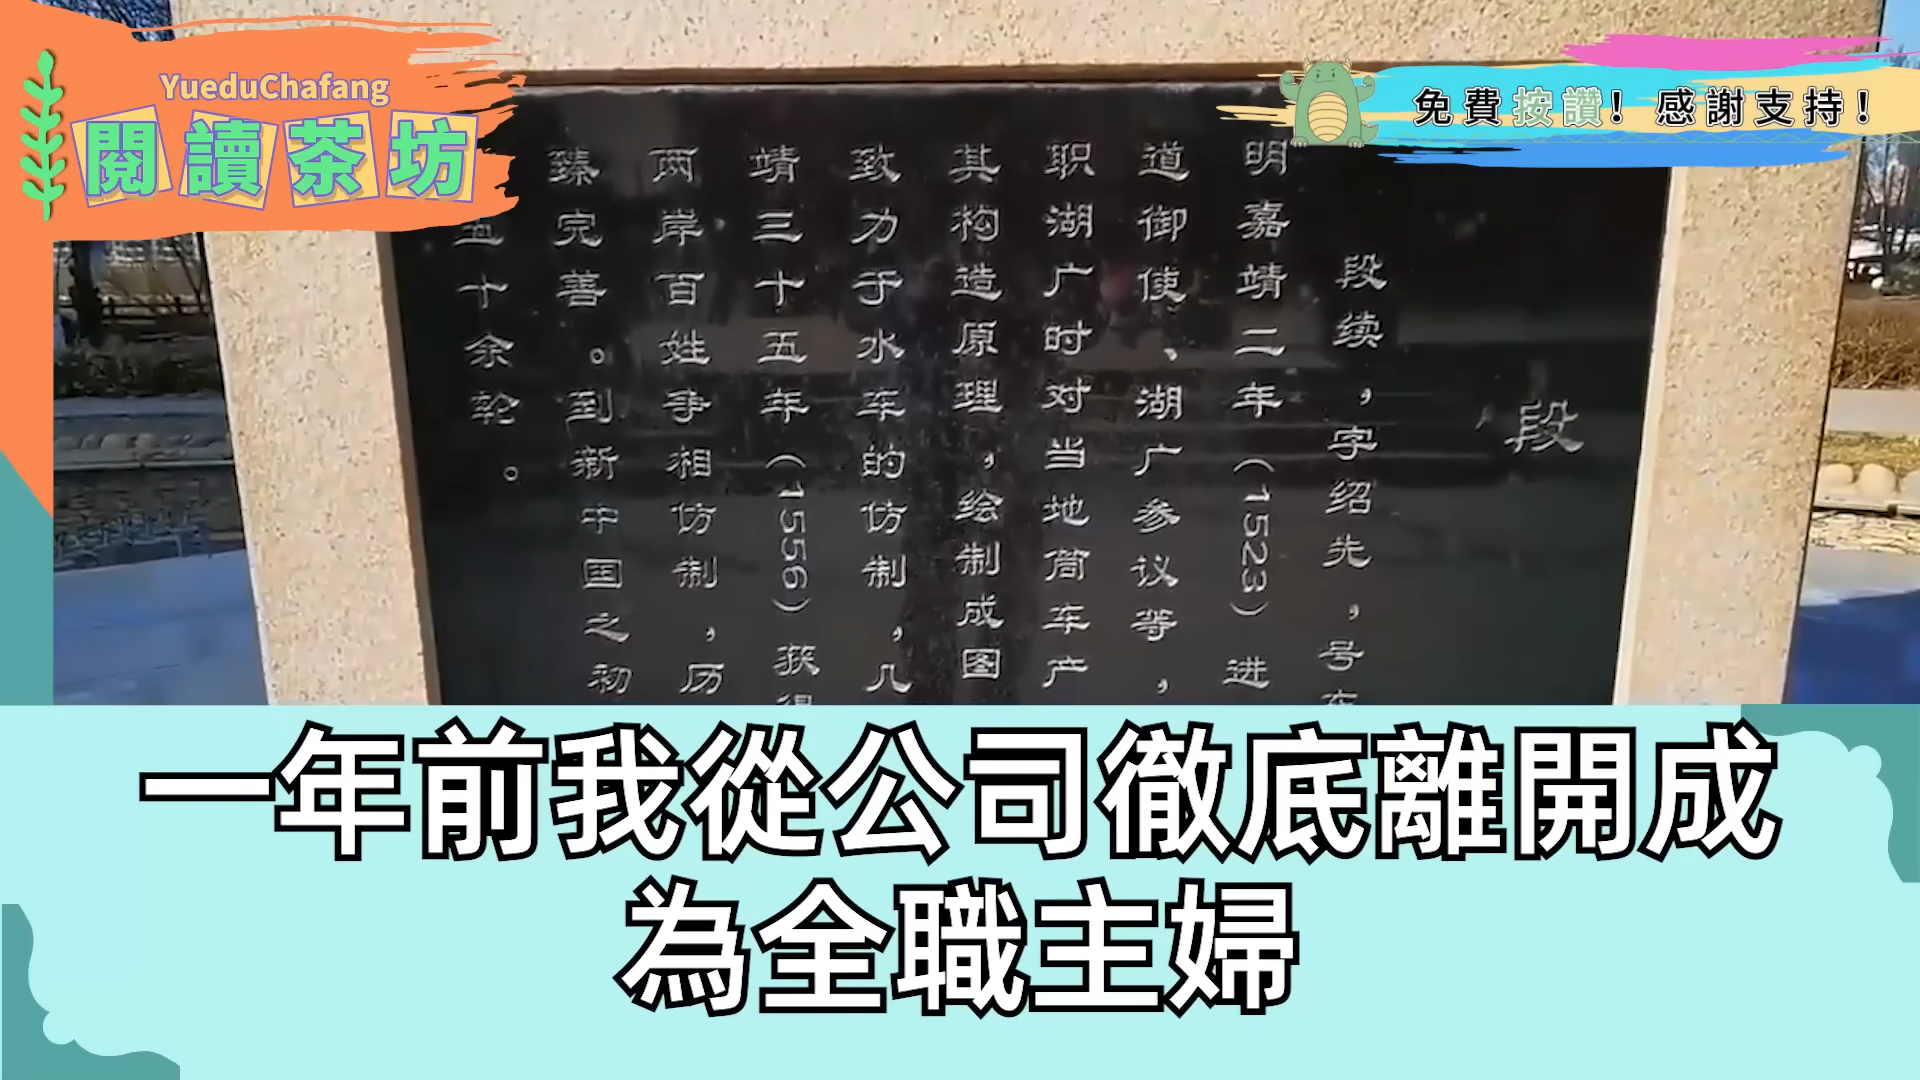 YueduChafang
閱讀茶坊
免費按讚！感謝支持！
段
段续，字绍先，号东
明嘉靖二年（1523）进
道御使、湖广参议等，
职湖广时对当地筒车产
其构造原理，绘制成图
致力于水车的仿制，几
靖三十五年（1556）获得
两岸百姓争相仿制，历
臻完善。到新中国之初
五十余轮。
一年前我從公司徹底離開成
為全職主婦